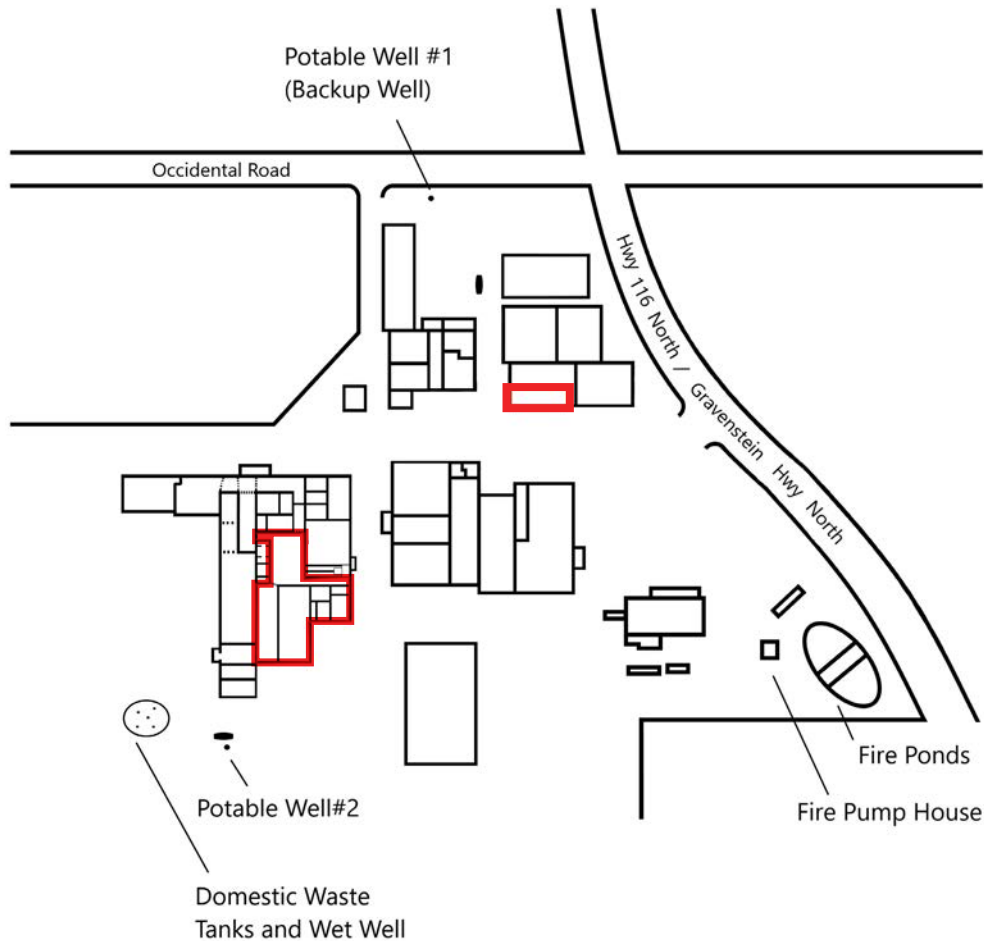 Potable Well #1
(Backup Well)
Occidental Road
Hwy 116 North / Gravenstein Hwy North
Fire Ponds
Fire Pump House
Potable Well#2
Domestic Waste
Tanks and Wet Well